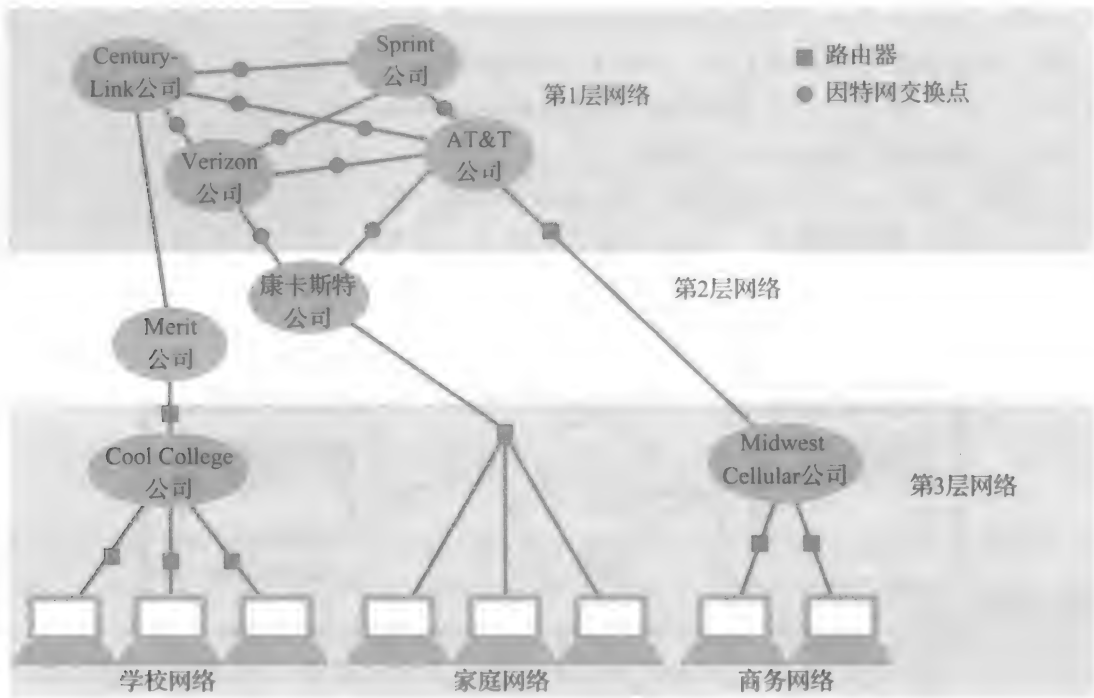 Century-
Link公司
Sprint
公司
第1层网络
路由器
因特网交换点
Verizon
公司
AT&T
公司
康卡斯特
公司
第2层网络
Merit
公司
Cool College
公司
Midwest
Cellular公司
第3层网络
学校网络
家庭网络
商务网络